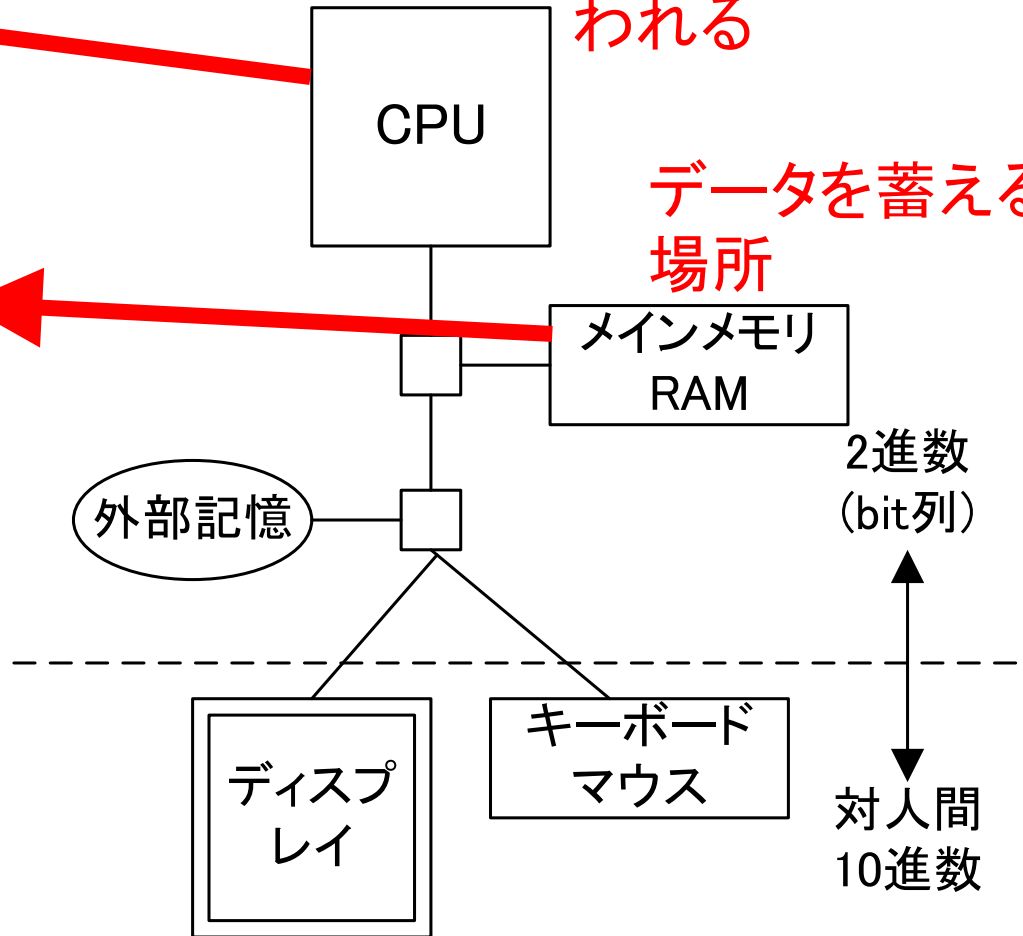 われる
CPU
データを蓄える
場所
メインメモリ
RAM
2進数
(bit列)
外部記憶
キーボード
マウス
ディスプ
レイ
対人間
10進数